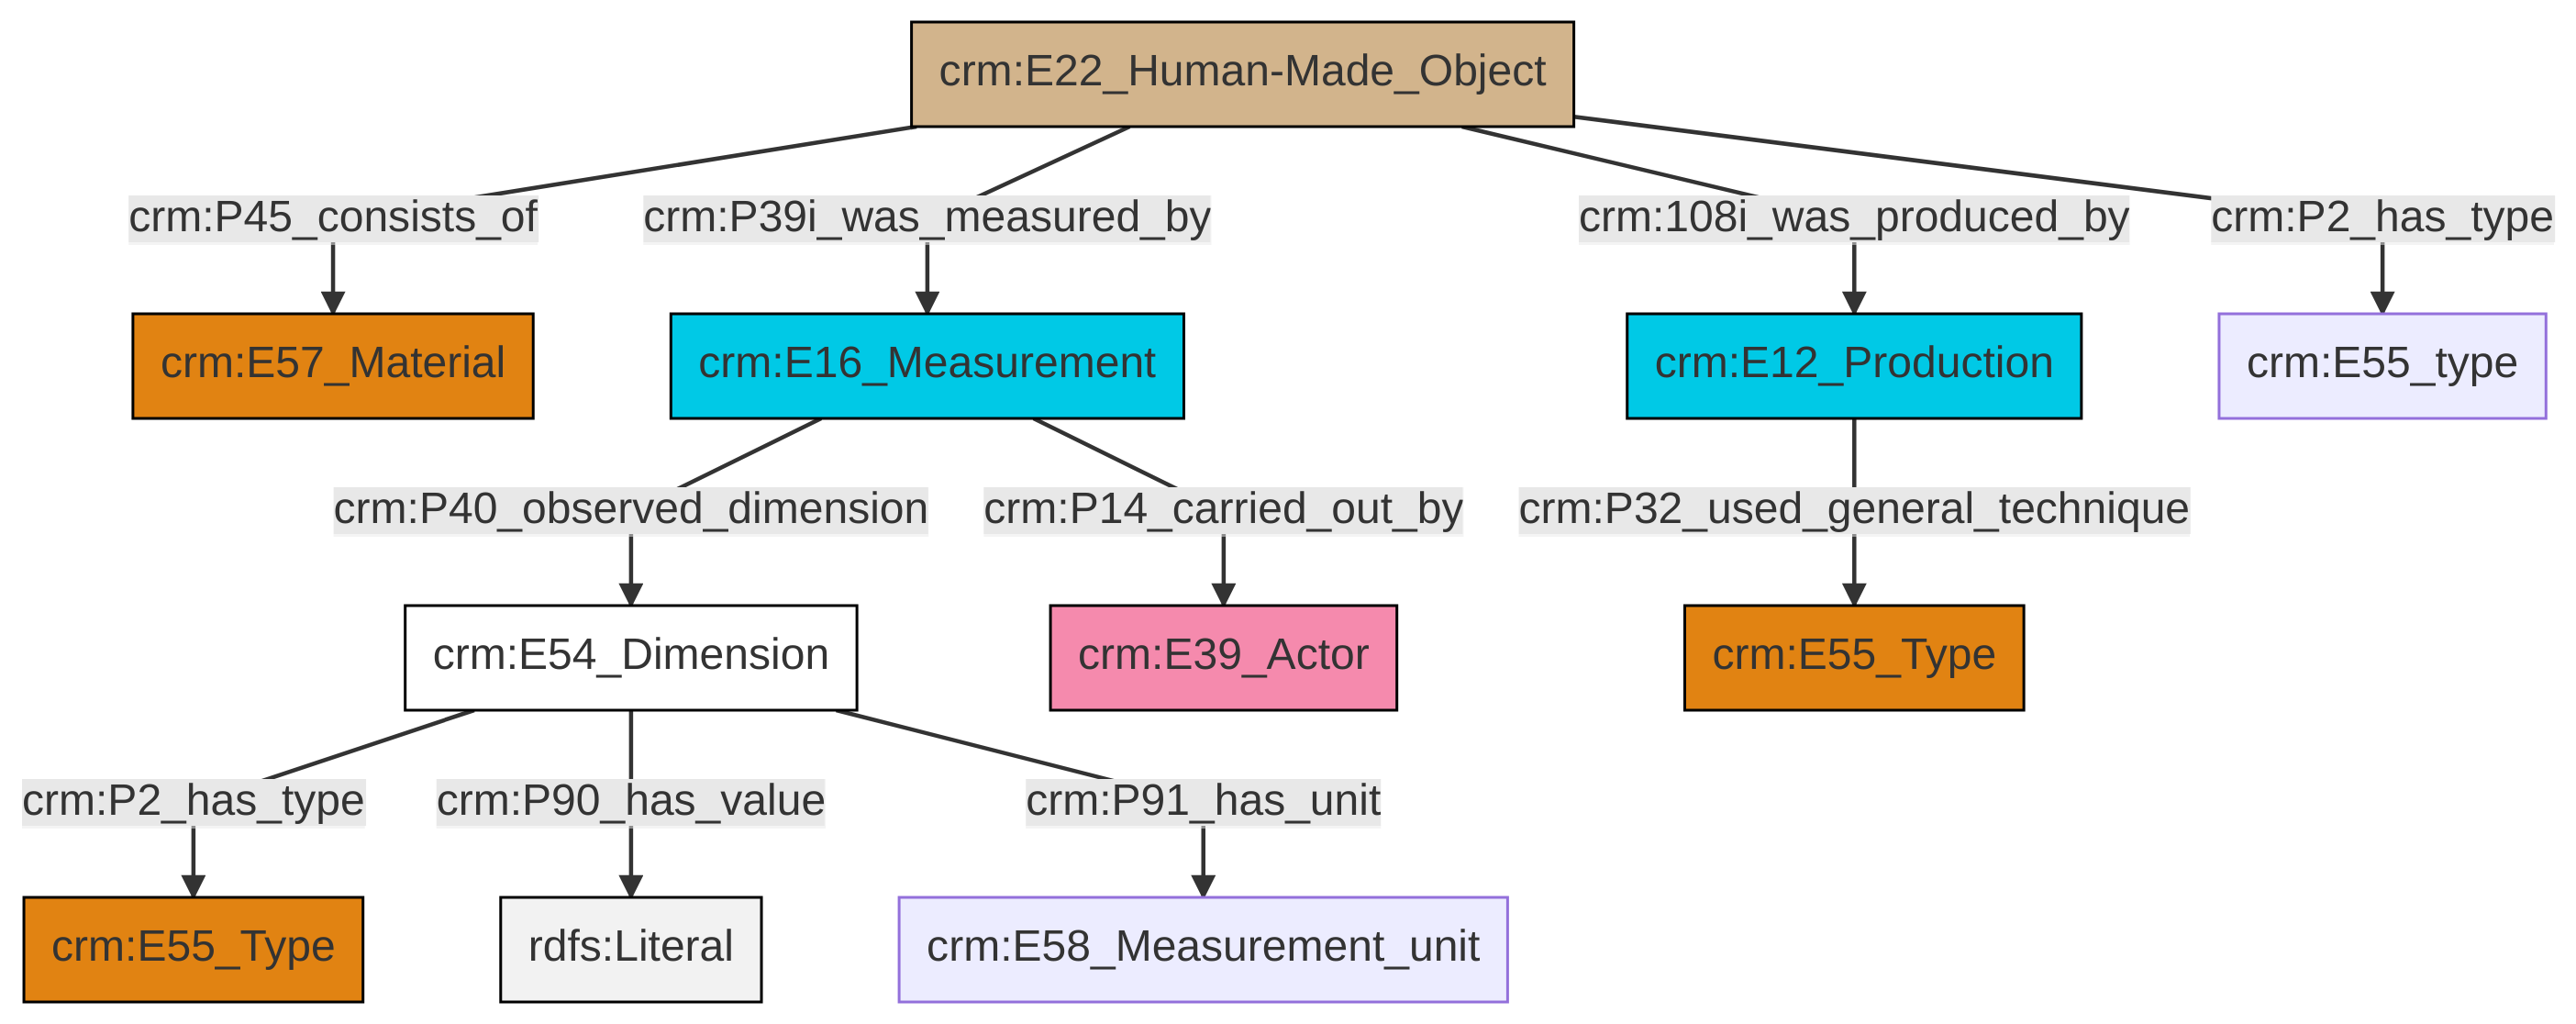 crm:E22_Human-Made_Object
crm:P45_consists_of
crm:P39i_was_measured_by
crm:108i_was_produced_by
crm:P2_has_type
crm:E57_Material
crm:E16_Measurement
crm:E12_Production
crm:E55_type
crm:P40_observed_dimension
crm:P14_carried_out_by
crm:P32_used_general_technique
crm:E54_Dimension
crm:E39_Actor
crm:E55_Type
crm:P2_has_type
crm:P90_has_value
crm:P91_has_unit
crm:E55_Type
rdfs:Literal
crm:E58_Measurement_unit